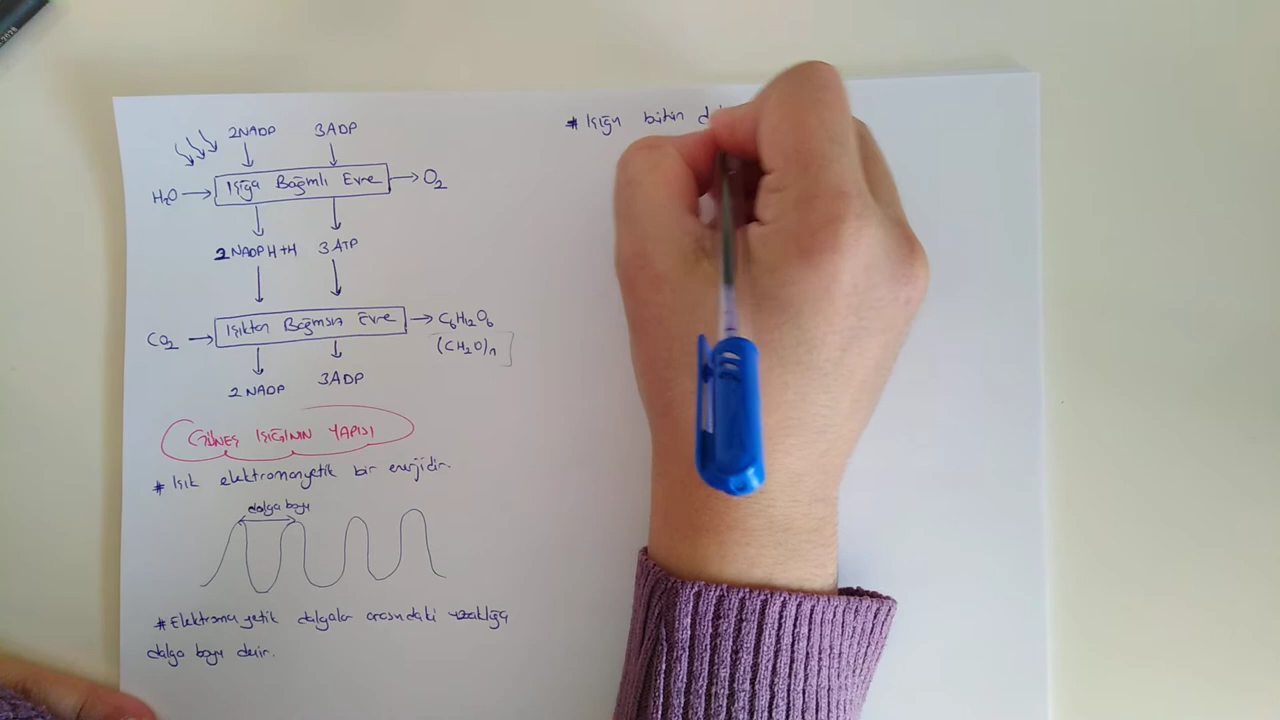 2NADP 3ADP
H₂O Işığa Bağımlı Evre O₂
2NADPH+H 3ATP
CO₂ Işıktan Bağımsız Evre C₆H₁₂O₆
(CH₂O)n
2NADP 3ADP
GÜNEŞ IŞIĞININ YAPISI
* Işık elektromanyetik bir enerjidir.
dalga boyu
* Elektromanyetik dalgalar arasındaki uzaklığa
dalga boyu denir.
* Işığın bütün